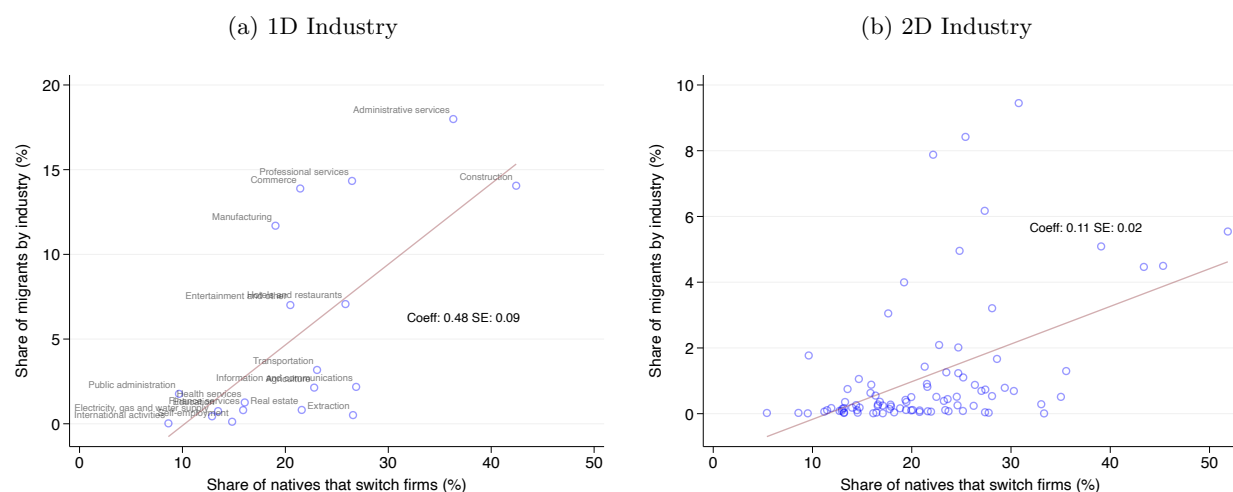 (a) 1D Industry
Share of migrants by industry (%)
20
15
10
5
0
Administrative services
Professional services
Commerce
Construction
Manufacturing
Entertainment and other
Hotels and restaurants
Coeff: 0.48 SE: 0.09
Transportation
Information and communications
Agriculture
Public administration
Health services
Finance services
Real estate
Education
Electricity, gas and water supply
Extraction
Self-employment
International activities
0 10 20 30 40 50
Share of natives that switch firms (%)
(b) 2D Industry
Share of migrants by industry (%)
10
8
6
4
2
0
Coeff: 0.11 SE: 0.02
0 10 20 30 40 50
Share of natives that switch firms (%)